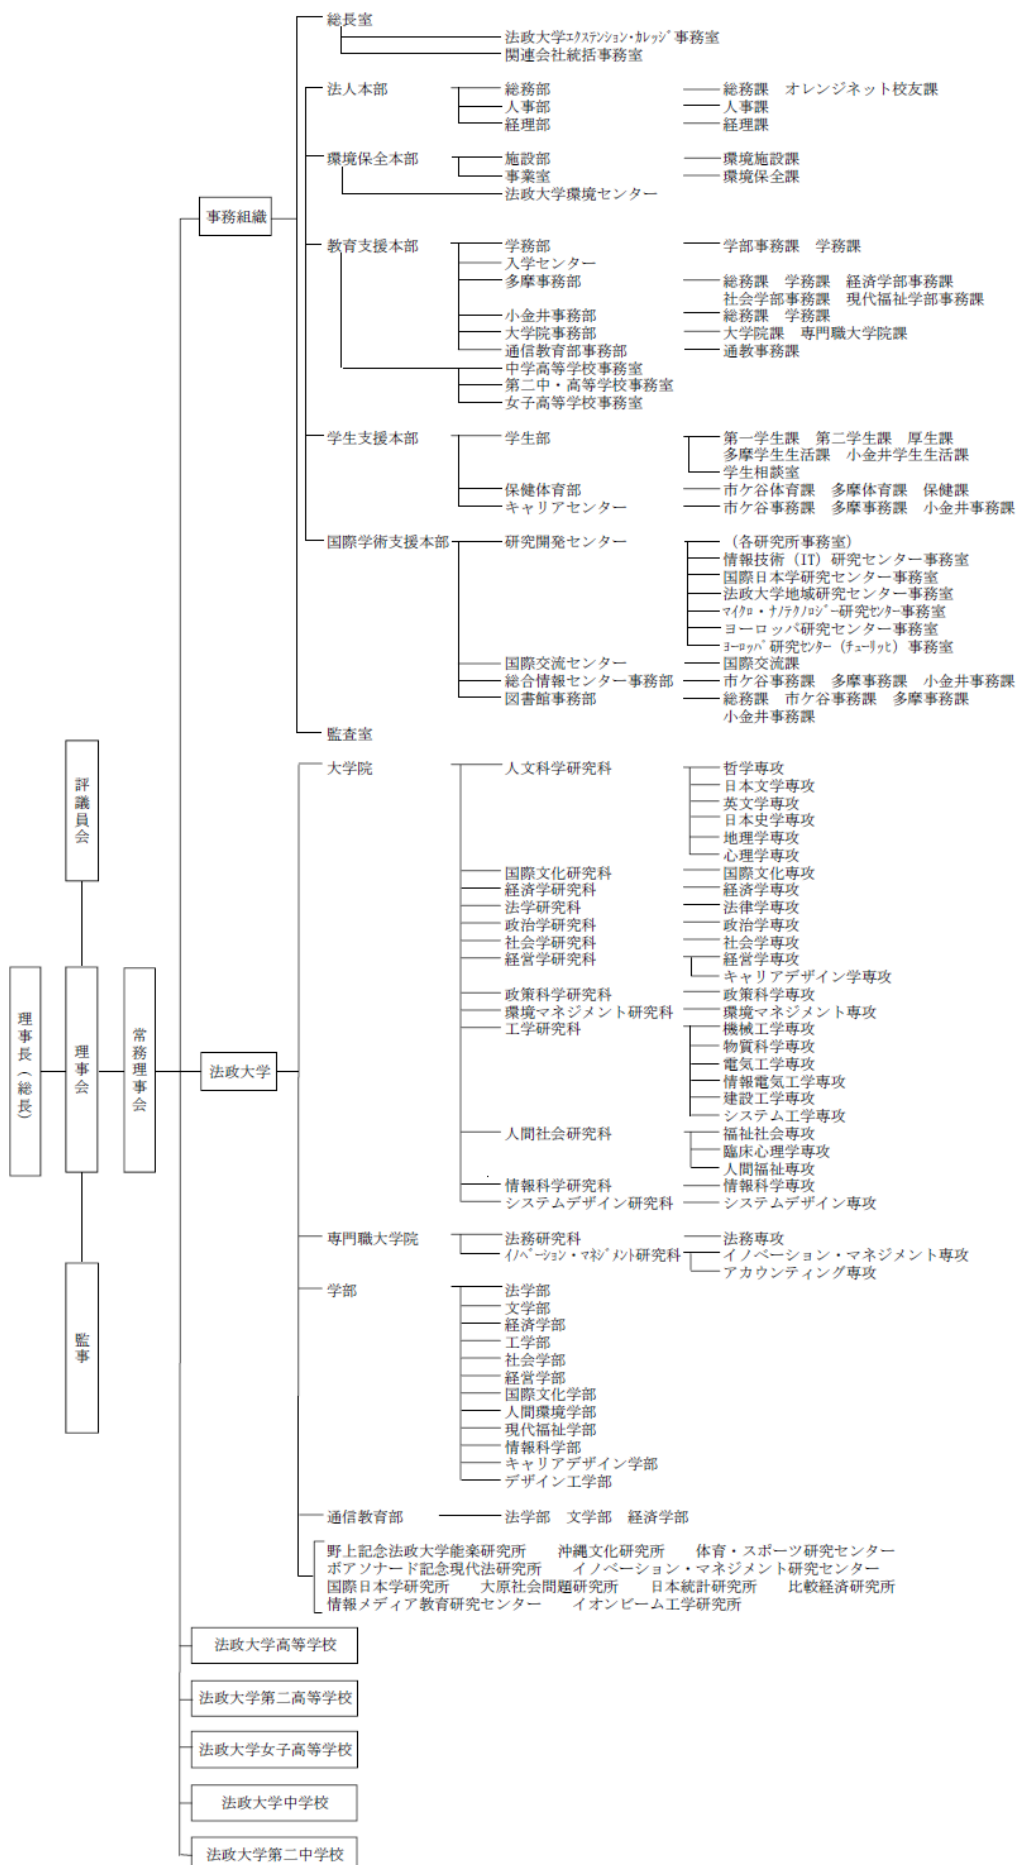 総長室
法政大学エクステンション・カレッジ事務室
関連会社統括事務室
法人本部 総務部 総務課 オレンジネット校友課
人事部 人事課
経理部 経理課
環境保全本部 施設部 環境施設課
事業室 環境保全課
法政大学環境センター
事務組織
教育支援本部 学務部 学部事務課 学務課
入学センター
多摩事務部 総務課 学務課 経済学部事務課
社会学部事務課 現代福祉学部事務課
小金井事務部 総務課 学務課
大学院事務部 大学院課 専門職大学院課
通信教育部事務部 通教事務課
中学高等学校事務室
第二中・高等学校事務室
女子高等学校事務室
学生支援本部 学生部 第一学生課 第二学生課 厚生課
多摩学生生活課 小金井学生生活課
学生相談室
保健体育部 市ケ谷体育課 多摩体育課 保健課
キャリアセンター 市ケ谷事務課 多摩事務課 小金井事務課
国際学術支援本部 研究開発センター (各研究所事務室)
情報技術(IT)研究センター事務室
国際日本学研究センター事務室
法政大学地域研究センター事務室
マイクロ・ナノテクノロジー研究センター事務室
ヨーロッパ研究センター事務室
ヨーロッパ研究センター(チューリッヒ)事務室
国際交流センター 国際交流課
総合情報センター事務部 市ケ谷事務課 多摩事務課 小金井事務課
図書館事務部 総務課 市ケ谷事務課 多摩事務課
小金井事務課
監査室
評議員会
理事長(総長)
理事会
常務理事会
監事
法政大学
大学院 人文科学研究科 哲学専攻
日本文学専攻
英文学専攻
日本史学専攻
地理学専攻
心理学専攻
国際文化研究科 国際文化専攻
経済学研究科 経済学専攻
法学研究科 法律学専攻
政治学研究科 政治学専攻
社会学研究科 社会学専攻
経営学研究科 経営学専攻
キャリアデザイン学専攻
政策科学研究科 政策科学専攻
環境マネジメント研究科 環境マネジメント専攻
工学研究科 機械工学専攻
物質科学専攻
電気工学専攻
情報電気工学専攻
建設工学専攻
システム工学専攻
人間社会研究科 福祉社会専攻
臨床心理学専攻
人間福祉専攻
情報科学研究科 情報科学専攻
システムデザイン研究科 システムデザイン専攻
専門職大学院 法務研究科 法務専攻
イノベーション・マネジメント研究科 イノベーション・マネジメント専攻
アカウンティング専攻
学部 法学部
文学部
経済学部
工学部
社会学部
経営学部
国際文化学部
人間環境学部
現代福祉学部
情報科学部
キャリアデザイン学部
デザイン工学部
通信教育部 法学部 文学部 経済学部
野上記念法政大学能楽研究所 沖縄文化研究所 体育・スポーツ研究センター
ボアソナード記念現代法研究所 イノベーション・マネジメント研究センター
国際日本学研究所 大原社会問題研究所 日本統計研究所 比較経済研究所
情報メディア教育研究センター イオンビーム工学研究所
法政大学高等学校
法政大学第二高等学校
法政大学女子高等学校
法政大学中学校
法政大学第二中学校